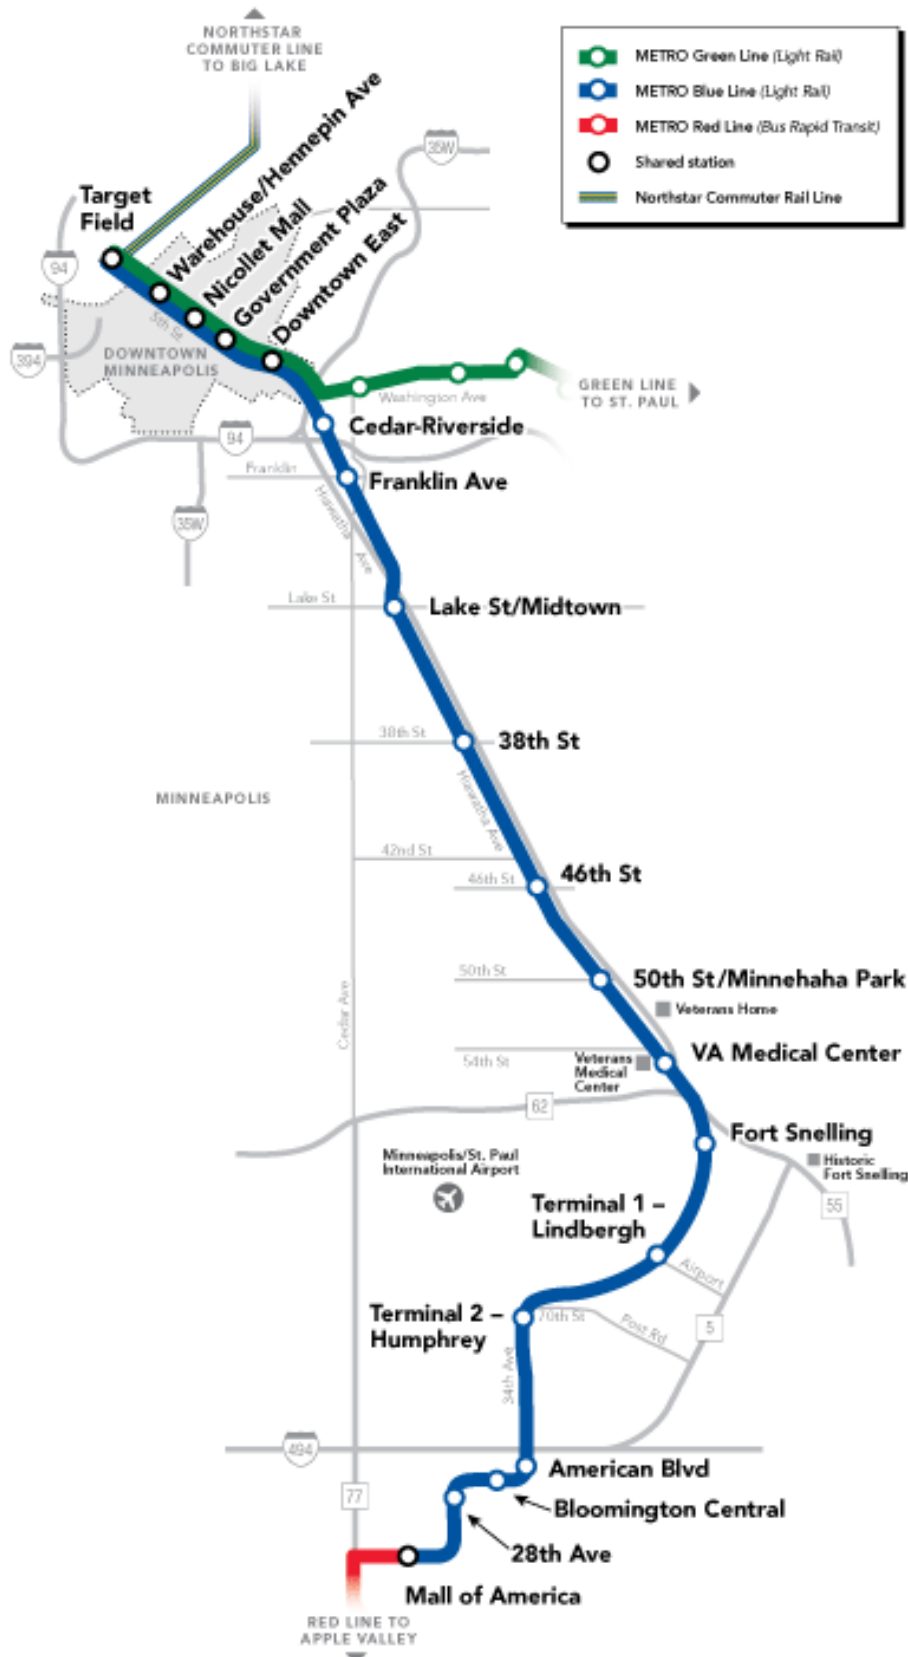 NORTHSTAR
COMMUTER LINE
TO BIG LAKE
METRO Green Line (Light Rail)
METRO Blue Line (Light Rail)
METRO Red Line (Bus Rapid Transit)
Shared station
Northstar Commuter Rail Line
35W
Target
Field
Warehouse/Hennepin Ave
Nicollet Mall
Government Plaza
Downtown East
94
394
5th St
DOWNTOWN
MINNEAPOLIS
Washington Ave
GREEN LINE
TO ST. PAUL
Cedar-Riverside
94
Franklin
Franklin Ave
35W
Hiawatha Ave
Lake St
Lake St/Midtown
38th St
38th St
MINNEAPOLIS
Hiawatha Ave
42nd St
46th St
46th St
50th St
50th St/Minnehaha Park
Cedar Ave
Veterans Home
54th St
Veterans
Medical
Center
VA Medical Center
62
Fort Snelling
Minneapolis/St. Paul
International Airport
Historic
Fort Snelling
55
Terminal 1 –
Lindbergh
Airport
Terminal 2 –
Humphrey
70th St
Post Rd
5
34th Ave
494
American Blvd
77
Bloomington Central
28th Ave
Mall of America
RED LINE TO
APPLE VALLEY